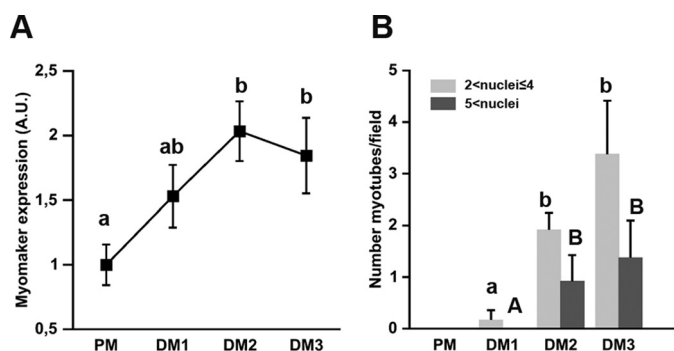 A
Myomaker expression (A.U.)
2,5
2
1,5
1
0,5
a
ab
b
b
PM
DM1
DM2
DM3
B
Number myotubes/field
5
4
3
2
1
0
2<nuclei≤4
5<nuclei
a
A
b
B
b
B
PM
DM1
DM2
DM3